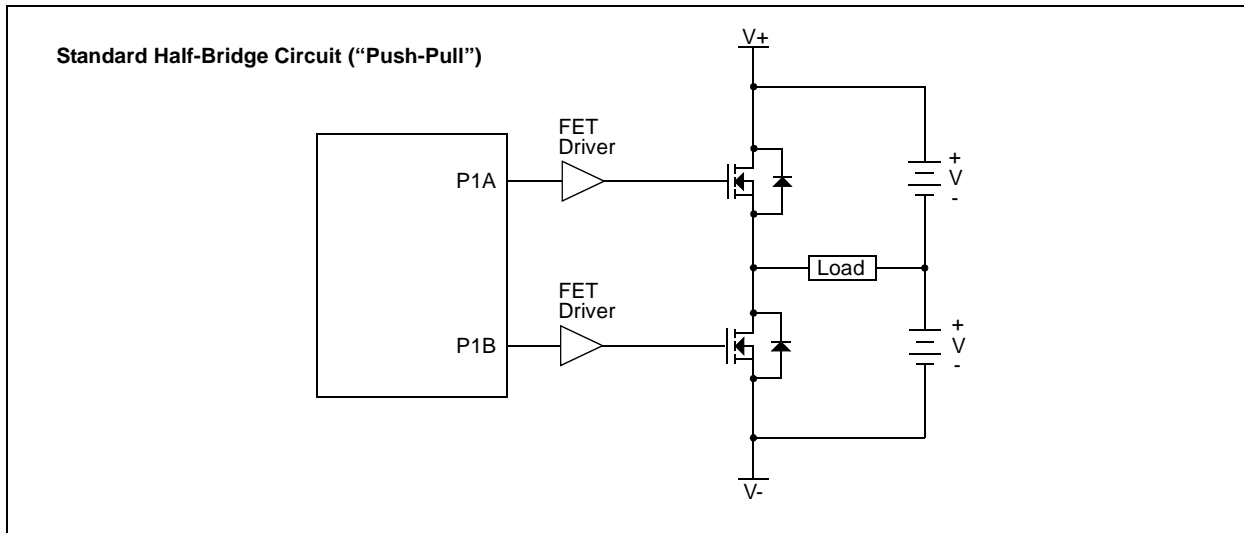 Standard Half-Bridge Circuit (“Push-Pull”)
V+
FET
Driver
P1A
+
V
-
Load
FET
Driver
P1B
+
V
-
V-